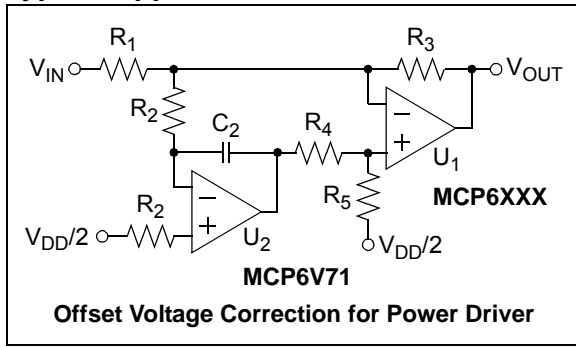 R1
R3
VIN
VOUT
R2
C2
R4
U1
R2
R5
MCP6XXX
VDD/2
U2
VDD/2
MCP6V71
Offset Voltage Correction for Power Driver